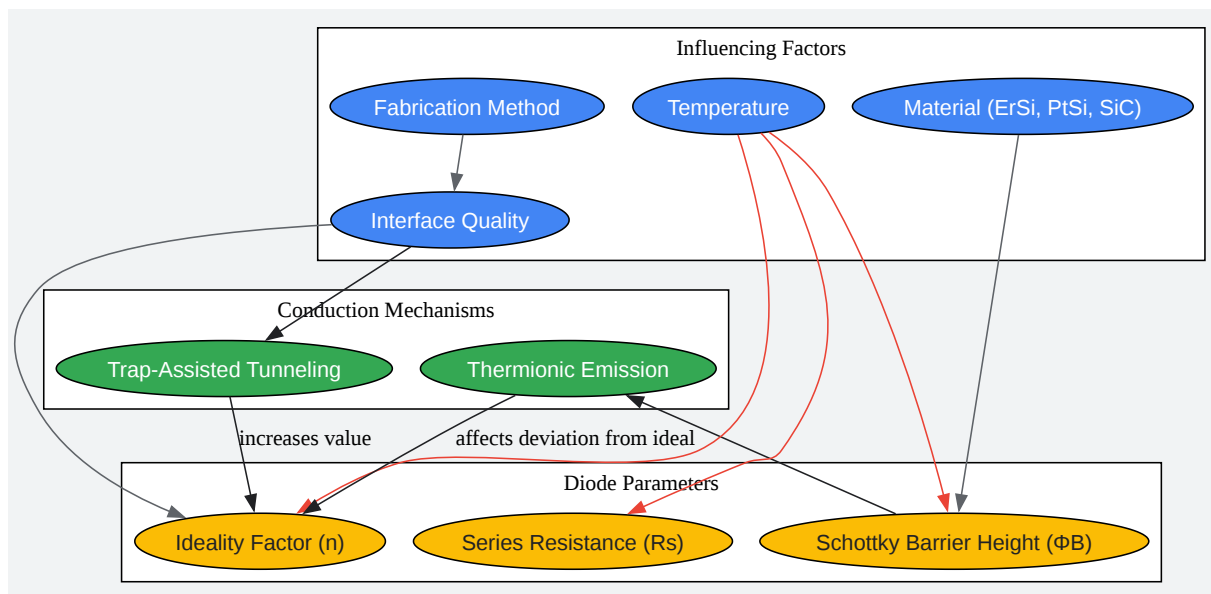 Influencing Factors
Fabrication Method
Temperature
Material (ErSi, PtSi, SiC)
Interface Quality
Conduction Mechanisms
Trap-Assisted Tunneling
Thermionic Emission
increases value
affects deviation from ideal
Diode Parameters
Ideality Factor (n)
Series Resistance (Rs)
Schottky Barrier Height (ΦB)